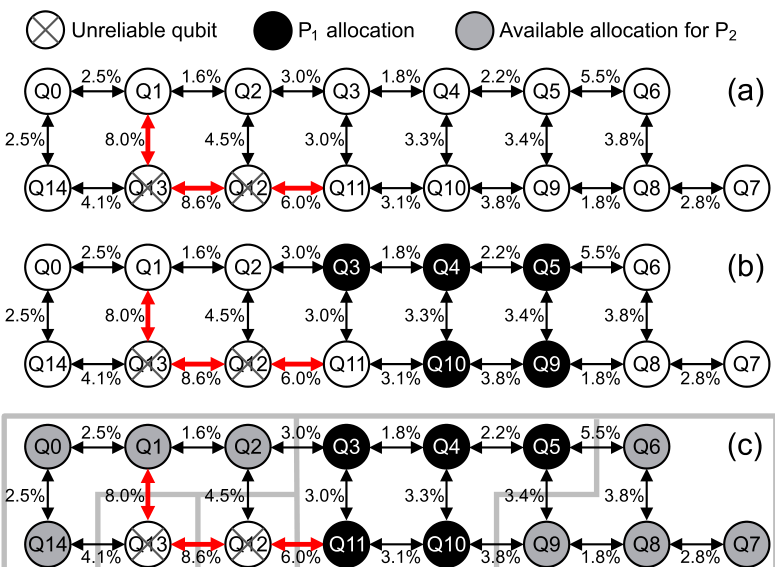 Unreliable qubit P₁ allocation Available allocation for P₂
2.5% 1.6% 3.0% 1.8% 2.2% 5.5%
Q0 Q1 Q2 Q3 Q4 Q5 Q6 (a)
2.5% 8.0% 4.5% 3.0% 3.3% 3.4% 3.8%
Q14 Q13 Q12 Q11 Q10 Q9 Q8 Q7
4.1% 8.6% 6.0% 3.1% 3.8% 1.8% 2.8%
2.5% 1.6% 3.0% 1.8% 2.2% 5.5%
Q0 Q1 Q2 Q3 Q4 Q5 Q6 (b)
2.5% 8.0% 4.5% 3.0% 3.3% 3.4% 3.8%
Q14 Q13 Q12 Q11 Q10 Q9 Q8 Q7
4.1% 8.6% 6.0% 3.1% 3.8% 1.8% 2.8%
2.5% 1.6% 3.0% 1.8% 2.2% 5.5%
Q0 Q1 Q2 Q3 Q4 Q5 Q6 (c)
2.5% 8.0% 4.5% 3.0% 3.3% 3.4% 3.8%
Q14 Q13 Q12 Q11 Q10 Q9 Q8 Q7
4.1% 8.6% 6.0% 3.1% 3.8% 1.8% 2.8%